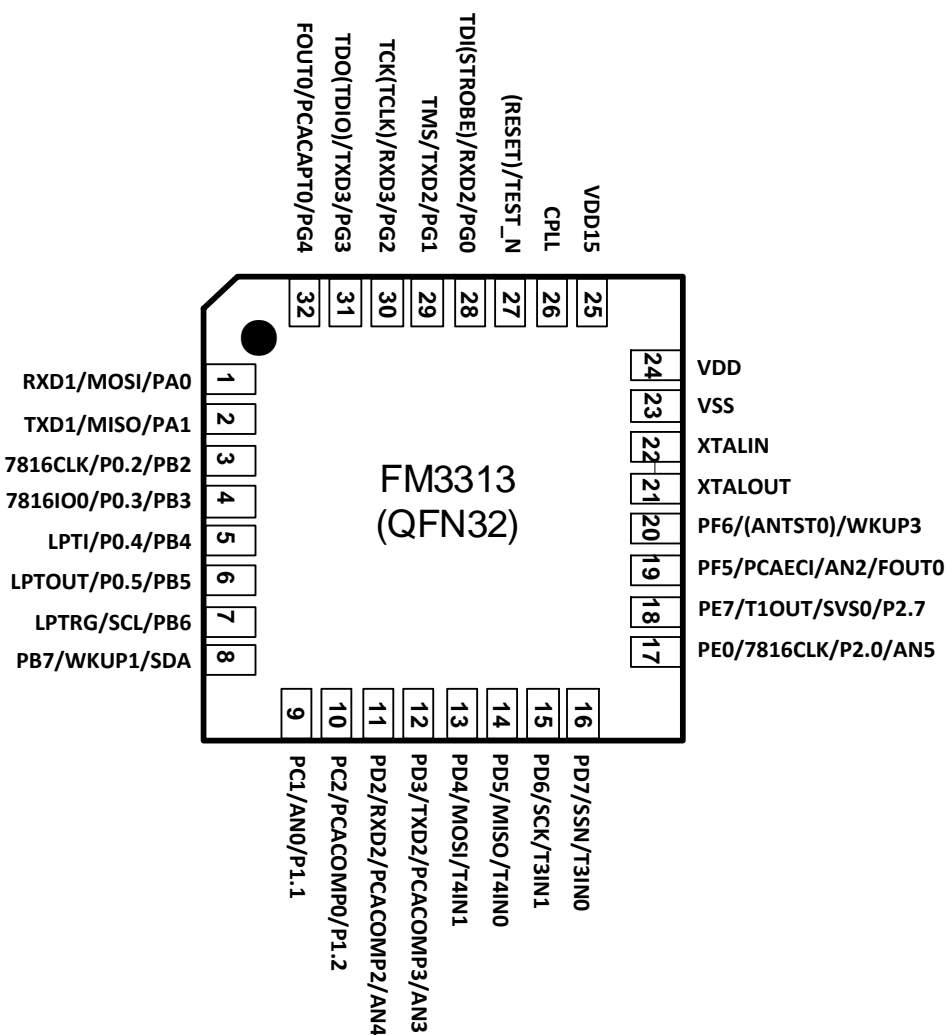 FOUT0/PCACAPT0/PG4
TDO(TDIO)/TXD3/PG3
TCK(TCLK)/RXD3/PG2
TMS/TXD2/PG1
TDI(STROBE)/RXD2/PG0
(RESET)/TEST_N
CPLL
VDD15
32
31
30
29
28
27
26
25
RXD1/MOSI/PA0
1
TXD1/MISO/PA1
2
7816CLK/P0.2/PB2
3
7816IO0/P0.3/PB3
4
LPTI/P0.4/PB4
5
LPTOUT/P0.5/PB5
6
LPTRG/SCL/PB6
7
PB7/WKUP1/SDA
8
FM3313
(QFN32)
24
VDD
23
VSS
22
XTALIN
21
XTALOUT
20
PF6/(ANTST0)/WKUP3
19
PF5/PCAECI/AN2/FOUT0
18
PE7/T1OUT/SVS0/P2.7
17
PE0/7816CLK/P2.0/AN5
9
10
11
12
13
14
15
16
PC1/AN0/P1.1
PC2/PCACOMP0/P1.2
PD2/RXD2/PCACOMP2/AN4
PD3/TXD2/PCACOMP3/AN3
PD4/MOSI/T4IN1
PD5/MISO/T4IN0
PD6/SCK/T3IN1
PD7/SSN/T3IN0